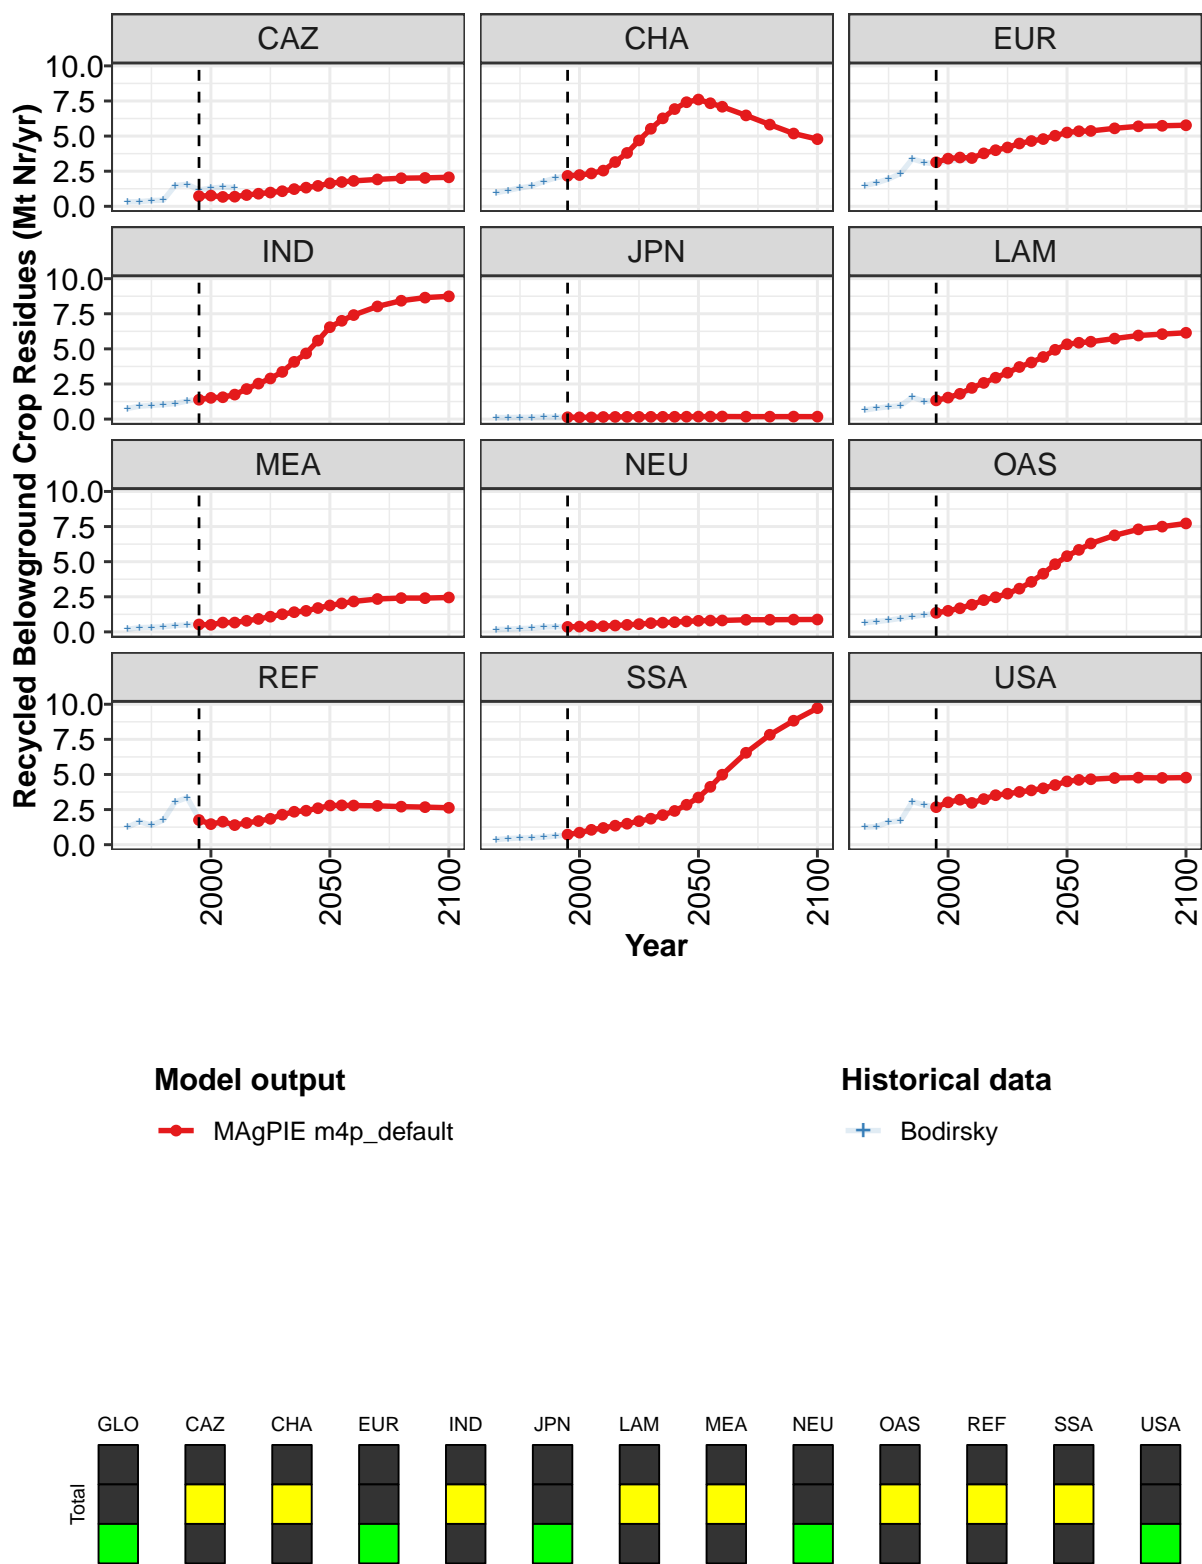 CAZ CHA EUR
10.0
7.5
5.0
2.5
0.0
IND JPN LAM
10.0
7.5
5.0
2.5
0.0
MEA NEU OAS
10.0
7.5
5.0
2.5
0.0
REF SSA USA
10.0
7.5
5.0
2.5
0.0
Recycled Belowground Crop Residues (Mt Nr/yr)
2000 2050 2100 2000 2050 2100 2000 2050 2100
Year
Model output Historical data
MAgPIE m4p_default Bodirsky
GLO CAZ CHA EUR IND JPN LAM MEA NEU OAS REF SSA USA
Total